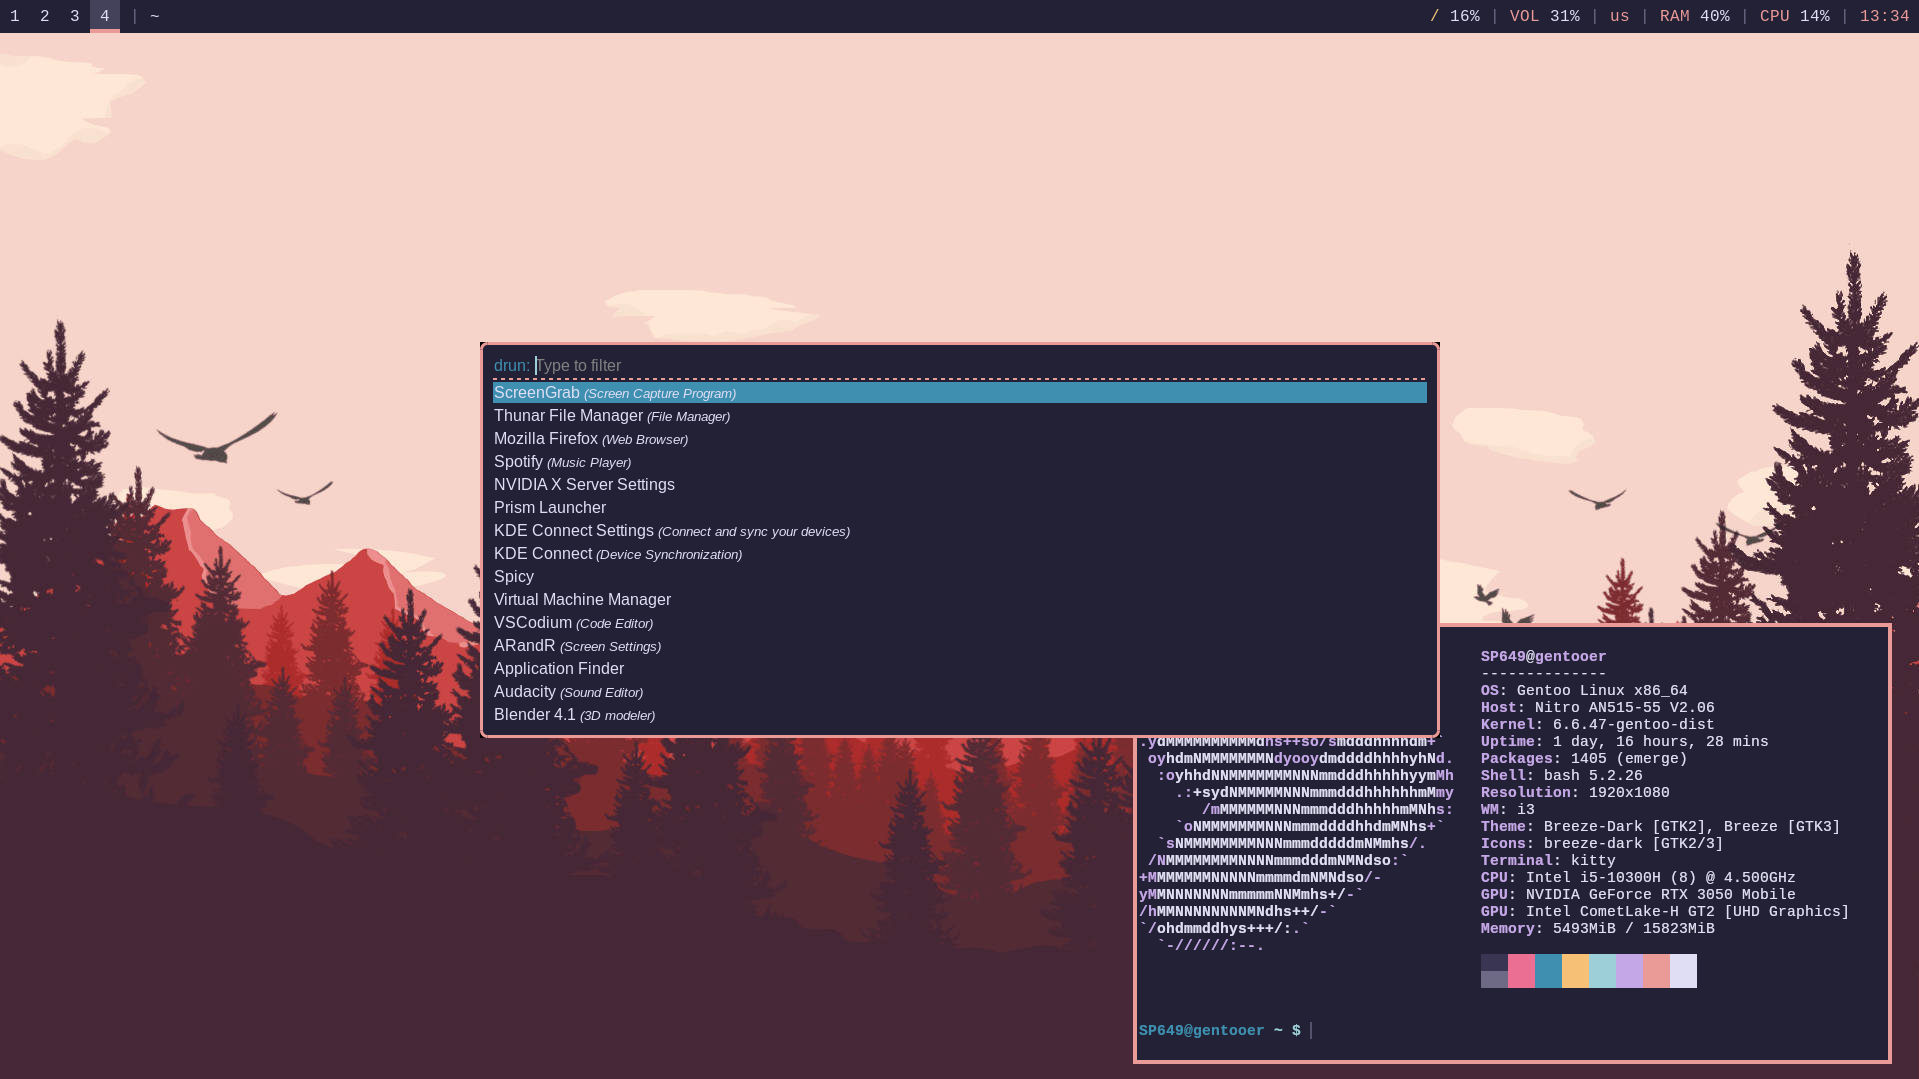 1 2 3 4 | ~
/ 16% | VOL 31% | us | RAM 40% | CPU 14% | 13:34
drun: Type to filter
ScreenGrab (Screen Capture Program)
Thunar File Manager (File Manager)
Mozilla Firefox (Web Browser)
Spotify (Music Player)
NVIDIA X Server Settings
Prism Launcher
KDE Connect Settings (Connect and sync your devices)
KDE Connect (Device Synchronization)
Spicy
Virtual Machine Manager
VSCodium (Code Editor)
ARandR (Screen Settings)
Application Finder
Audacity (Sound Editor)
Blender 4.1 (3D modeler)
SP649@gentooer
--------------
OS: Gentoo Linux x86_64
Host: Nitro AN515-55 V2.06
Kernel: 6.6.47-gentoo-dist
.ydMMMMMMMMMMMdhs++so/smdddhhhhdm+` Uptime: 1 day, 16 hours, 28 mins
oyhdmNMMMMMMMNdyooydmddddhhhhyhNd. Packages: 1405 (emerge)
:oyhhdNNMMMMMMMNNNmmdddhhhhhyymMh Shell: bash 5.2.26
.:+sydNMMMMMNNNmmmdddhhhhhhmMmy Resolution: 1920x1080
/mMMMMMMNNNmmmdddhhhhhmMNhs: WM: i3
`oNMMMMMMMNNNmmmddddhhdmMNhs+` Theme: Breeze-Dark [GTK2], Breeze [GTK3]
`sNMMMMMMMMNNNmmmdddddmNMmhs/. Icons: breeze-dark [GTK2/3]
/NMMMMMMMMNNNNmmmdddmNMNdso:` Terminal: kitty
+MMMMMMMNNNNNmmmmdmNMNdso/- CPU: Intel i5-10300H (8) @ 4.500GHz
yMMNNNNNNNmmmmmNNMmhs+/-` GPU: NVIDIA GeForce RTX 3050 Mobile
/hMMNNNNNNNNMNdhs++/-` GPU: Intel CometLake-H GT2 [UHD Graphics]
`/ohdmmddhys+++/:.` Memory: 5493MiB / 15823MiB
`-//////:--.
SP649@gentooer ~ $